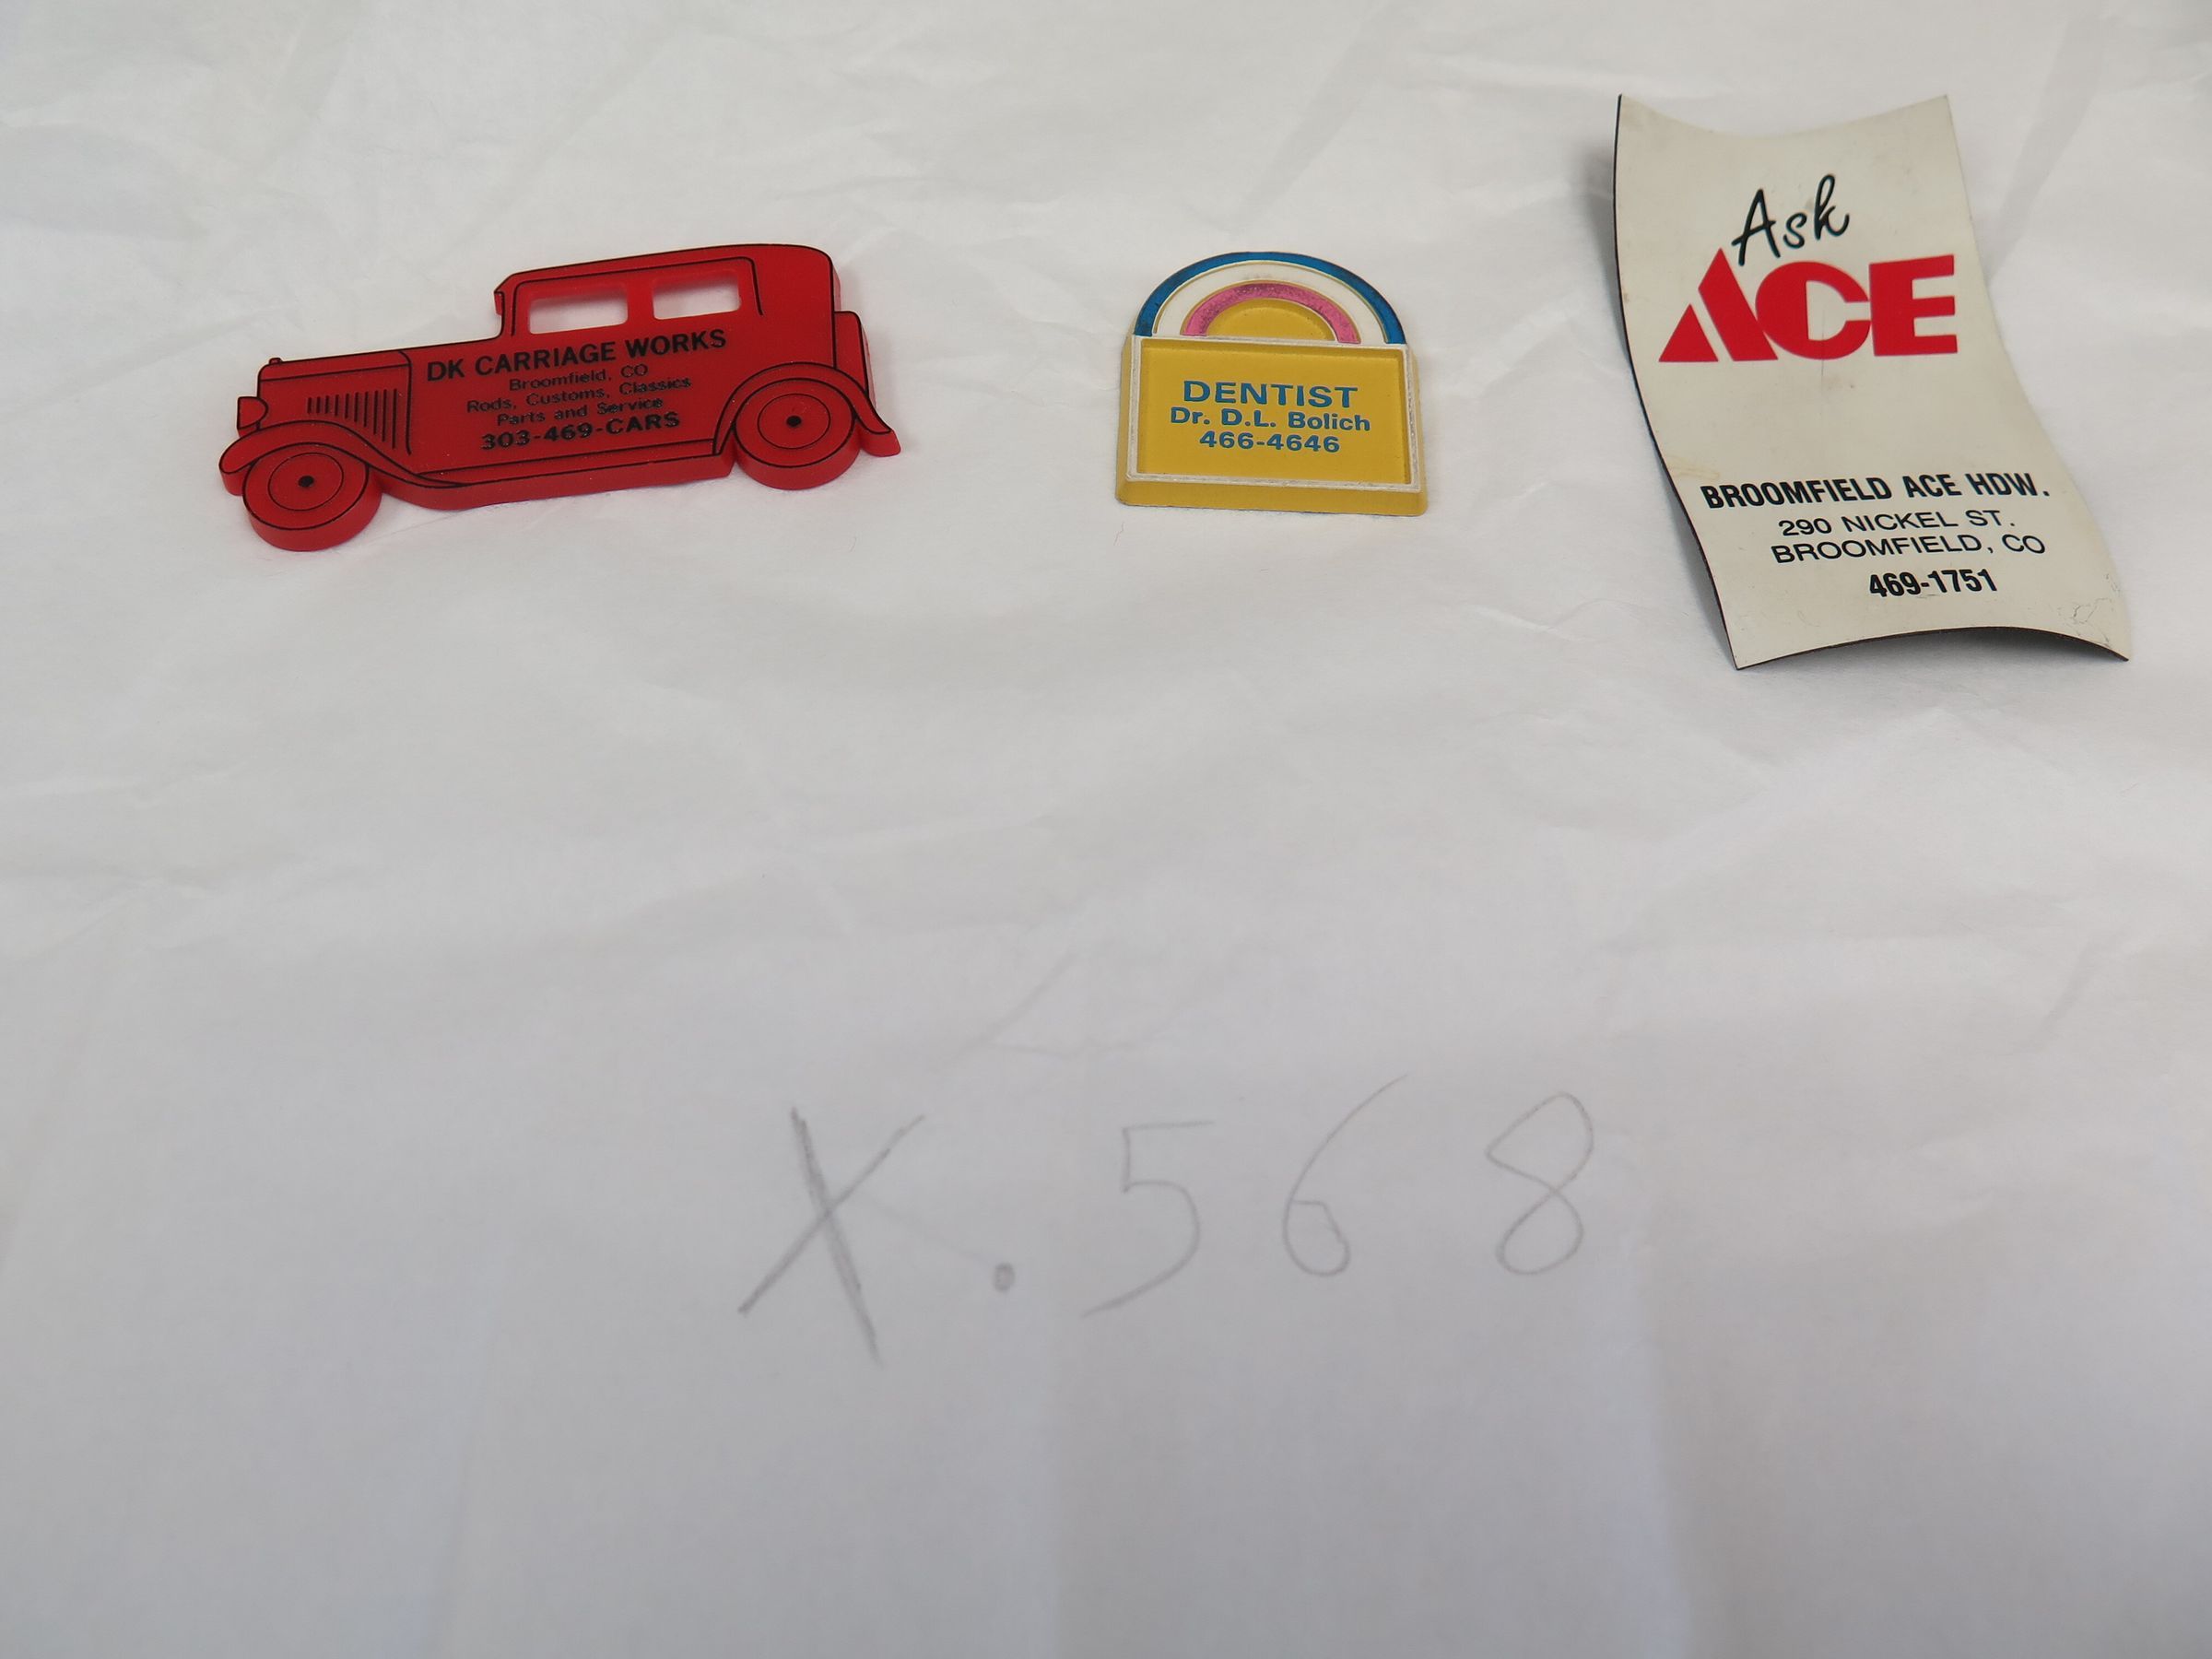 DK CARRIAGE WORKS
Broomfield, CO
Rods, Customs, Classics
Parts and Service
303-469-CARS
DENTIST
Dr. D.L. Bolich
466-4646
Ask
ACE
BROOMFIELD ACE HDW.
290 NICKEL ST.
BROOMFIELD, CO
469-1751
X.568